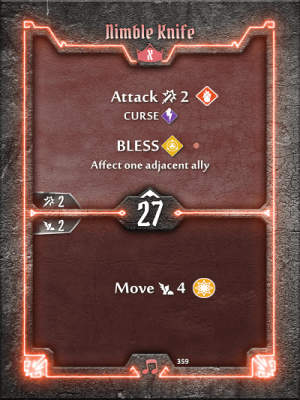 Nimble Knife
X
Attack 2
CURSE
BLESS
Affect one adjacent ally
2
27
2
Move 4
359